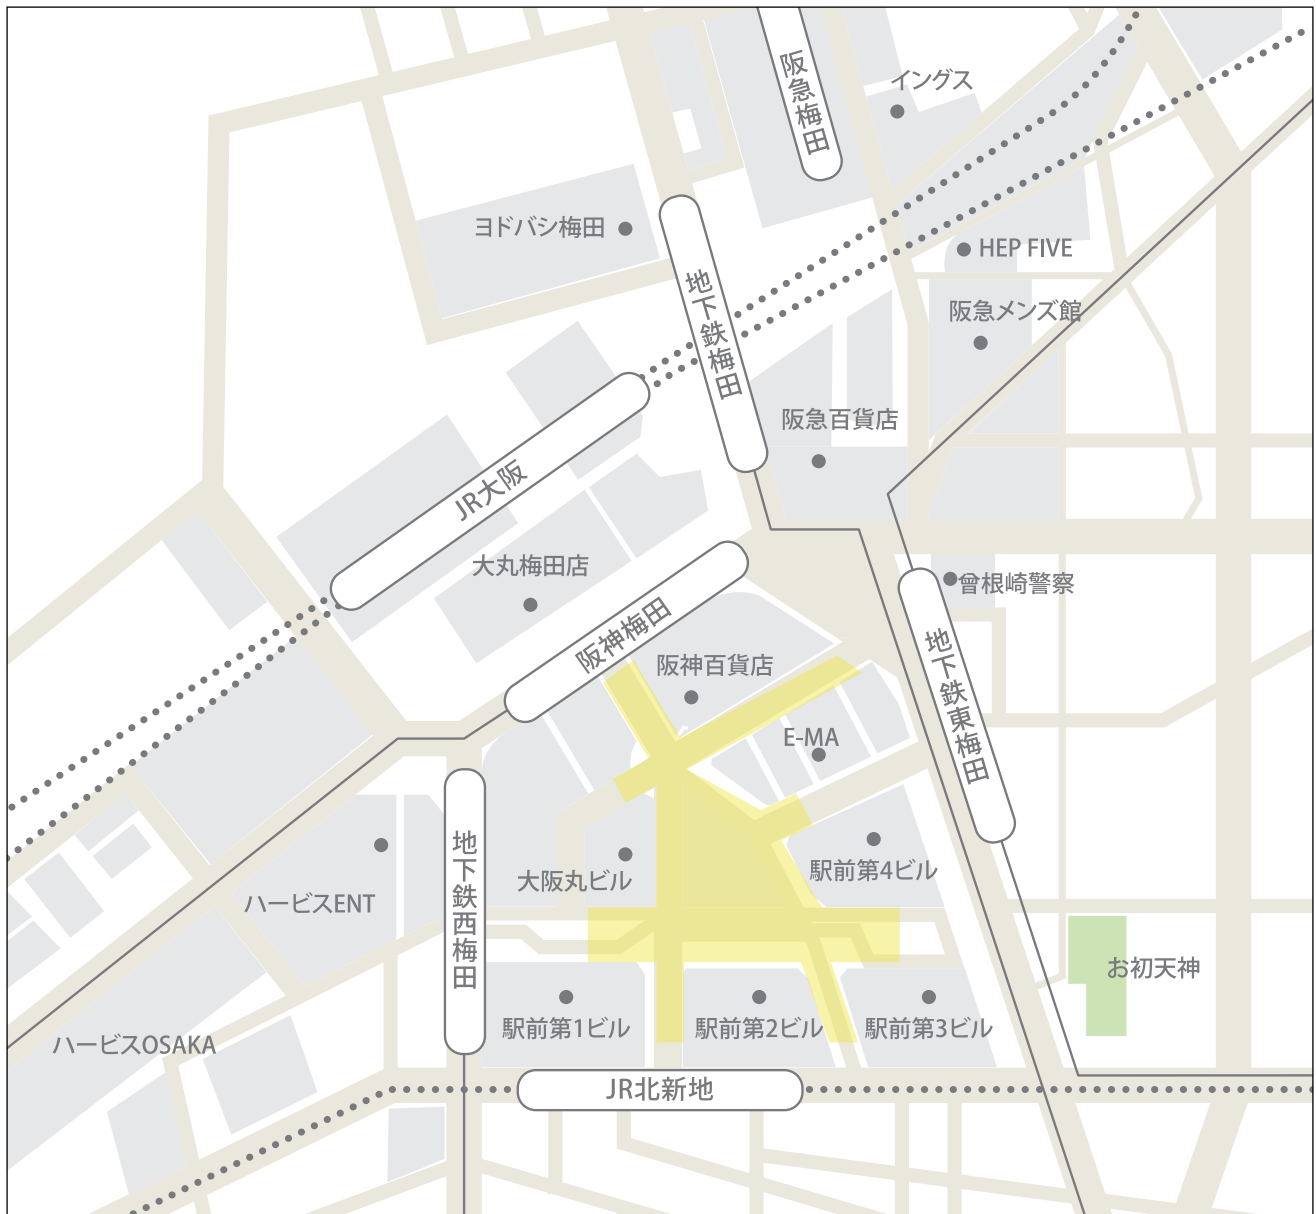 阪急梅田
イングス
ヨドバシ梅田
HEP FIVE
地下鉄梅田
阪急メンズ館
阪急百貨店
JR大阪
大丸梅田店
曾根崎警察
阪神梅田
阪神百貨店
地下鉄東梅田
E-MA
地下鉄西梅田
大阪丸ビル
駅前第4ビル
ハービスENT
お初天神
駅前第1ビル
駅前第2ビル
駅前第3ビル
ハービスOSAKA
JR北新地